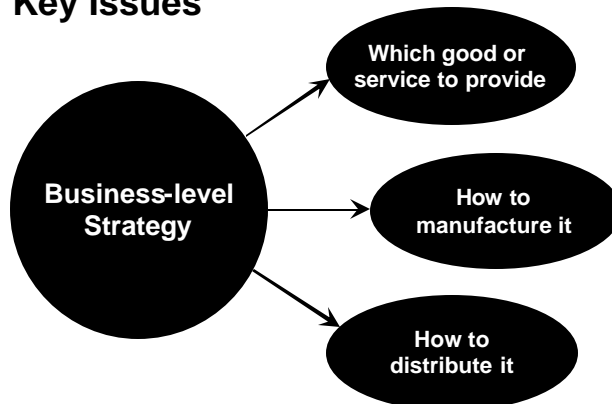 Key Issues
Which good or
service to provide
Business-level
Strategy
How to
manufacture it
How to
distribute it